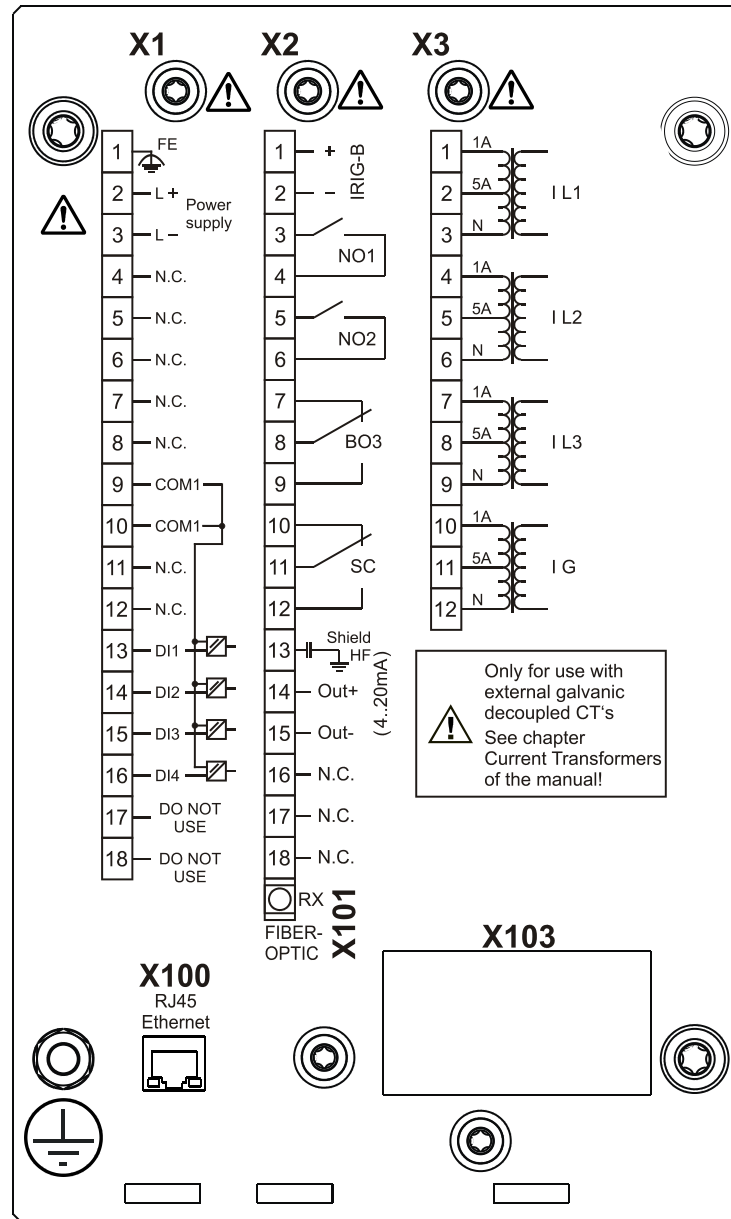 X1
1 FE
2 L+ Power
supply
3 L–
4 N.C.
5 N.C.
6 N.C.
7 N.C.
8 N.C.
9 COM1
10 COM1
11 N.C.
12 N.C.
13 DI1
14 DI2
15 DI3
16 DI4
17 DO NOT
USE
18 DO NOT
USE
X2
1 +
2 –
IRIG-B
3
NO1
4
5
NO2
6
7
8 BO3
9
10
11 SC
12
13 Shield
HF
14 Out+
15 Out-
(4..20mA)
16 N.C.
17 N.C.
18 N.C.
RX
FIBER-
OPTIC
X101
X3
1 1A
2 5A I L1
3 N
4 1A
5 5A I L2
6 N
7 1A
8 5A I L3
9 N
10 1A
11 5A I G
12 N
Only for use with
external galvanic
decoupled CT‘s
See chapter
Current Transformers
of the manual!
X100
RJ45
Ethernet
X103